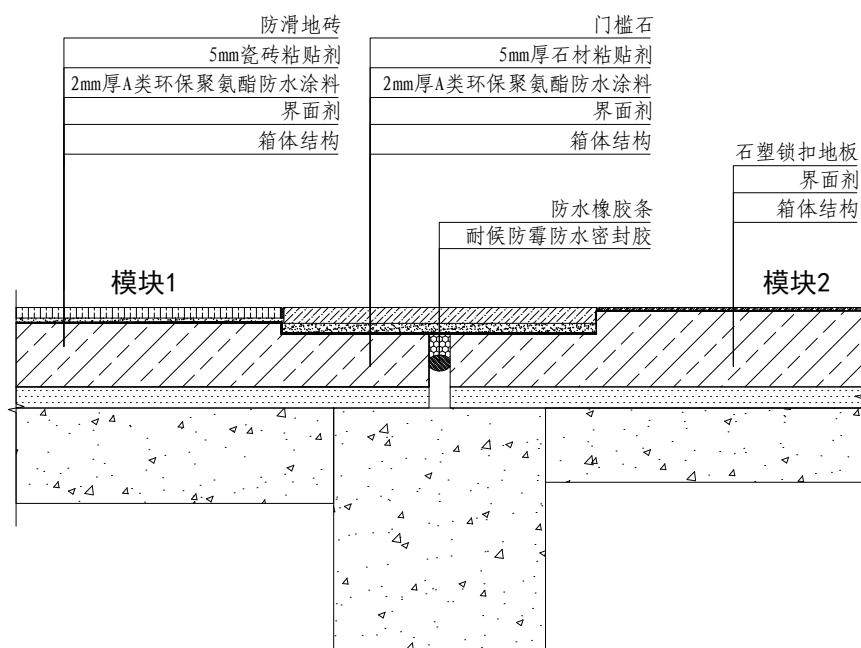 防滑地砖
5mm瓷砖粘贴剂
2mm厚A类环保聚氨酯防水涂料
界面剂
箱体结构
门槛石
5mm厚石材粘贴剂
2mm厚A类环保聚氨酯防水涂料
界面剂
箱体结构
石塑锁扣地板
界面剂
箱体结构
防水橡胶条
耐候防霉防水密封胶
模块1
模块2